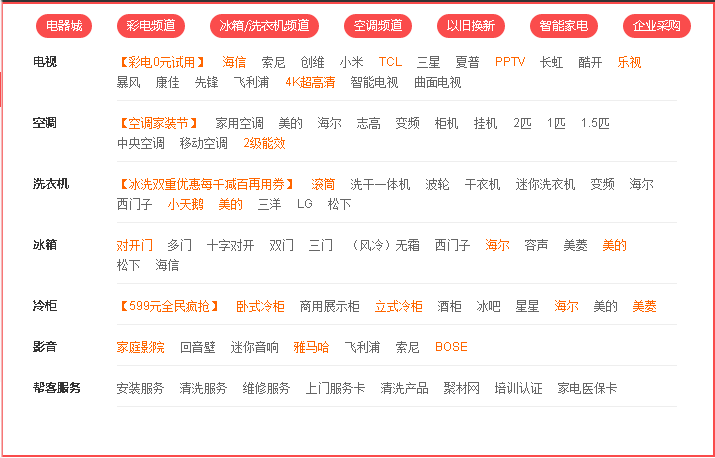 电器城 彩电频道 冰箱/洗衣机频道 空调频道 以旧换新 智能家电 企业采购
电视 【彩电0元试用】 海信 索尼 创维 小米 TCL 三星 夏普 PPTV 长虹 酷开 乐视
暴风 康佳 先锋 飞利浦 4K超高清 智能电视 曲面电视
空调 【空调家装节】 家用空调 美的 海尔 志高 变频 柜机 挂机 2匹 1匹 1.5匹
中央空调 移动空调 2级能效
洗衣机 【冰洗双重优惠每千减百再用券】 滚筒 洗干一体机 波轮 干衣机 迷你洗衣机 变频 海尔
西门子 小天鹅 美的 三洋 LG 松下
冰箱 对开门 多门 十字对开 双门 三门 （风冷）无霜 西门子 海尔 容声 美菱 美的
松下 海信
冷柜 【599元全民疯抢】 卧式冷柜 商用展示柜 立式冷柜 酒柜 冰吧 星星 海尔 美的 美菱
影音 家庭影院 回音壁 迷你音响 雅马哈 飞利浦 索尼 BOSE
帮客服务 安装服务 清洗服务 维修服务 上门服务卡 清洗产品 聚材网 培训认证 家电医保卡